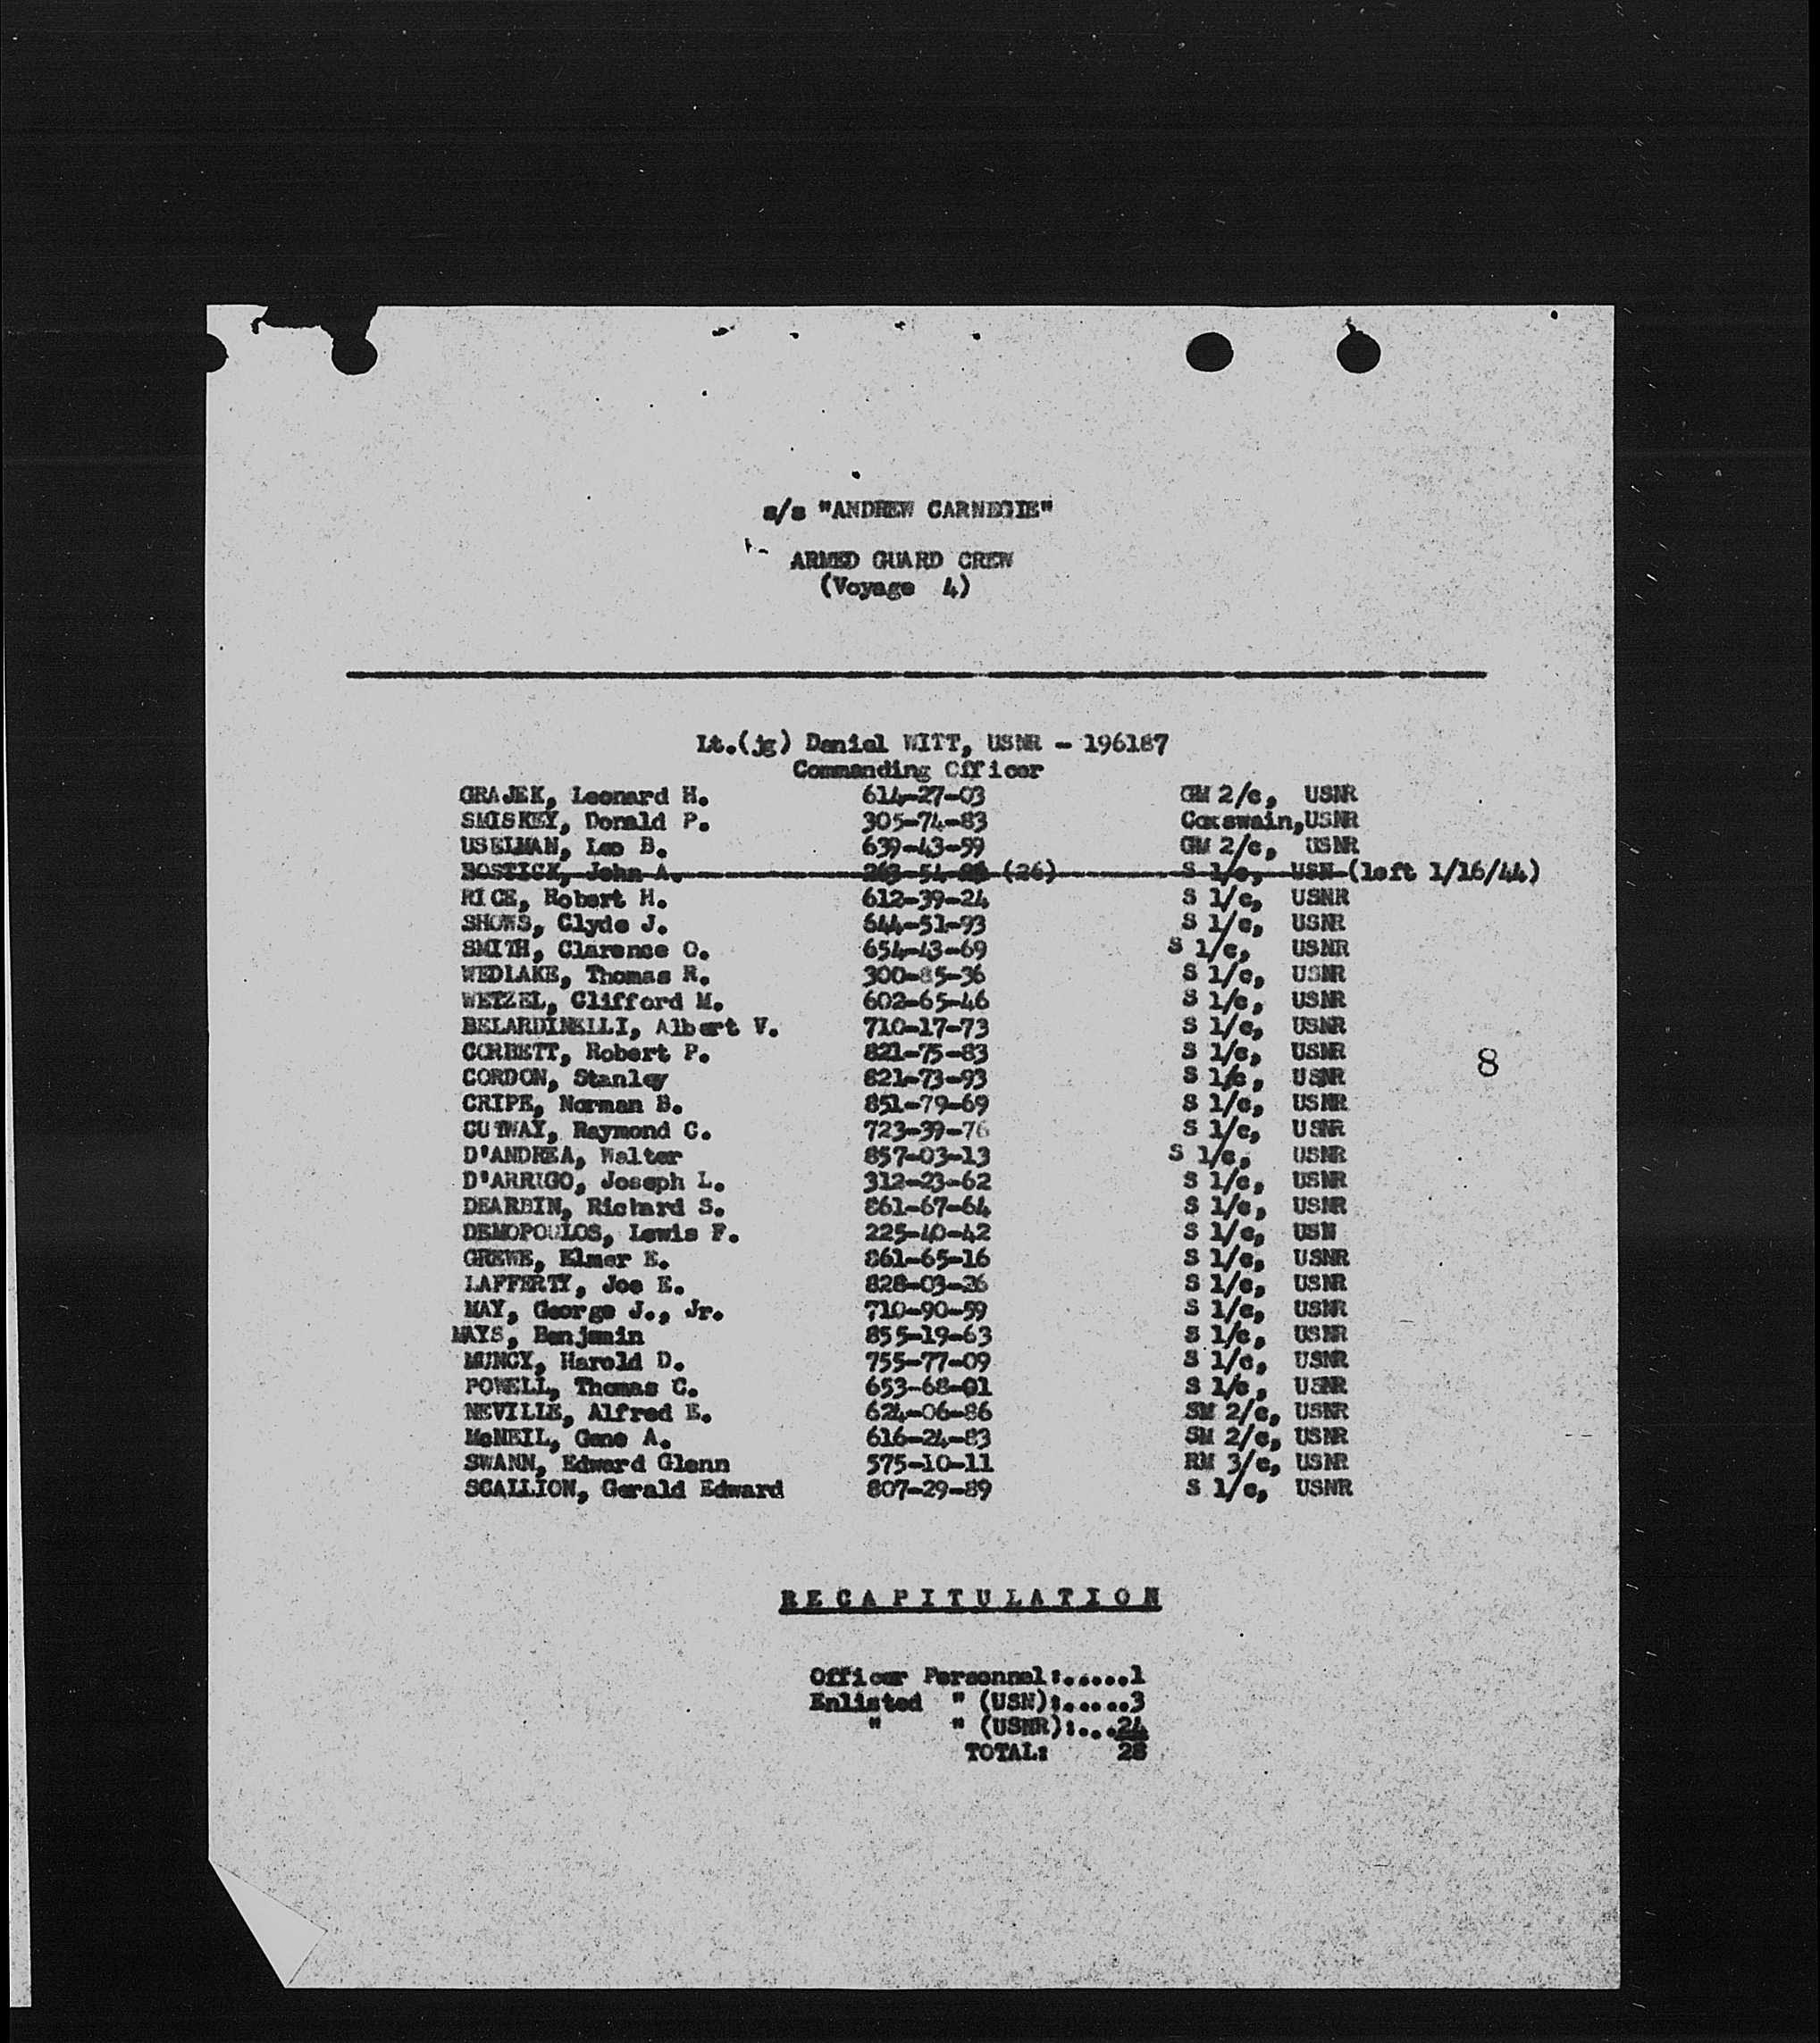 s/s "ANDREW CARNEGIE"
ARMED GUARD CREW
(Voyage 4)
Lt.(jg) Daniel WITT, USNR - 196187
Commanding Officer
GRAJEK, Leonard H. 614-27-03 GM 2/c, USNR
SMISKEY, Donald P. 305-74-83 Coxswain,USNR
USELMAN, Leo B. 639-43-59 GM 2/c, USNR
BOSTICK, John A. 263-54- (26) S 1/c, USN (left 1/16/44)
RICE, Robert H. 612-39-24 S 1/c, USNR
SHOWS, Clyde J. 644-51-93 S 1/c, USNR
SMITH, Clarence O. 654-43-69 S 1/c, USNR
WEDLAKE, Thomas R. 300-85-36 S 1/c, USNR
WETZEL, Clifford M. 602-65-46 S 1/c, USNR
BELARDINELLI, Albert V. 710-17-73 S 1/c, USNR
CORBETT, Robert P. 821-75-83 S 1/c, USNR
8
CORDON, Stanley 821-73-93 S 1/c, USNR
CRIPE, Norman B. 851-79-69 S 1/c, USNR
CUTWAY, Raymond C. 723-39-76 S 1/c, USNR
D'ANDREA, Walter 857-03-13 S 1/c, USNR
D'ARRIGO, Joseph L. 312-23-62 S 1/c, USNR
DEARBIN, Richard S. 861-67-64 S 1/c, USNR
DEMOPOULOS, Lewis F. 225-40-42 S 1/c, USN
GREWE, Elmer E. 861-65-16 S 1/c, USNR
LAFFERTY, Joe E. 828-03-26 S 1/c, USNR
MAY, George J., Jr. 710-90-59 S 1/c, USNR
MAYS, Benjamin 855-19-63 S 1/c, USNR
MUNCY, Harold D. 755-77-09 S 1/c, USNR
POWELL, Thomas C. 653-68-01 S 1/c, USNR
NEVILLE, Alfred E. 624-06-86 SM 2/c, USNR
McNEIL, Gene A. 616-24-83 SM 2/c, USNR
SWANN, Edward Glenn 575-10-11 RM 3/c, USNR
SCALLION, Gerald Edward 807-29-89 S 1/c, USNR
R E C A P I T U L A T I O N
Officer Personnel:.....1
Enlisted " (USN):.....3
" " (USNR):...24
TOTAL: 28